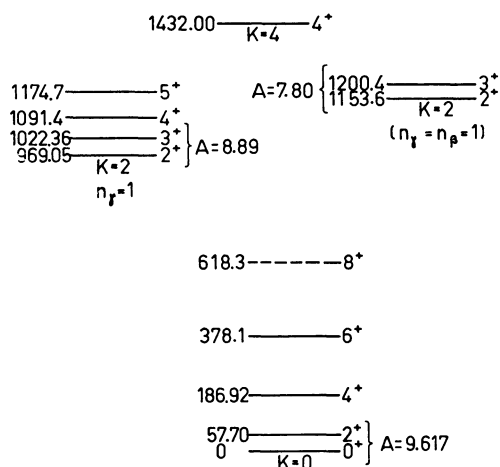 1432.00 4+
K=4
1174.7 5+
1091.4 4+
1022.36 3+
969.05 2+
K=2
A=8.89
nγ=1
A=7.80
1200.4 3+
1153.6 2+
K=2
(nγ = nβ = 1)
618.3 8+
378.1 6+
186.92 4+
57.70 2+
0 0+
K=0
A=9.617